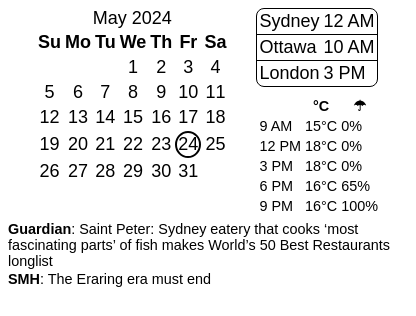 May 2024
Su Mo Tu We Th Fr Sa
1 2 3 4
5 6 7 8 9 10 11
12 13 14 15 16 17 18
19 20 21 22 23 24 25
26 27 28 29 30 31
Sydney 12 AM
Ottawa 10 AM
London 3 PM
°C ☂
9 AM 15°C 0%
12 PM 18°C 0%
3 PM 18°C 0%
6 PM 16°C 65%
9 PM 16°C 100%
Guardian: Saint Peter: Sydney eatery that cooks ‘most
fascinating parts’ of fish makes World’s 50 Best Restaurants
longlist
SMH: The Eraring era must end